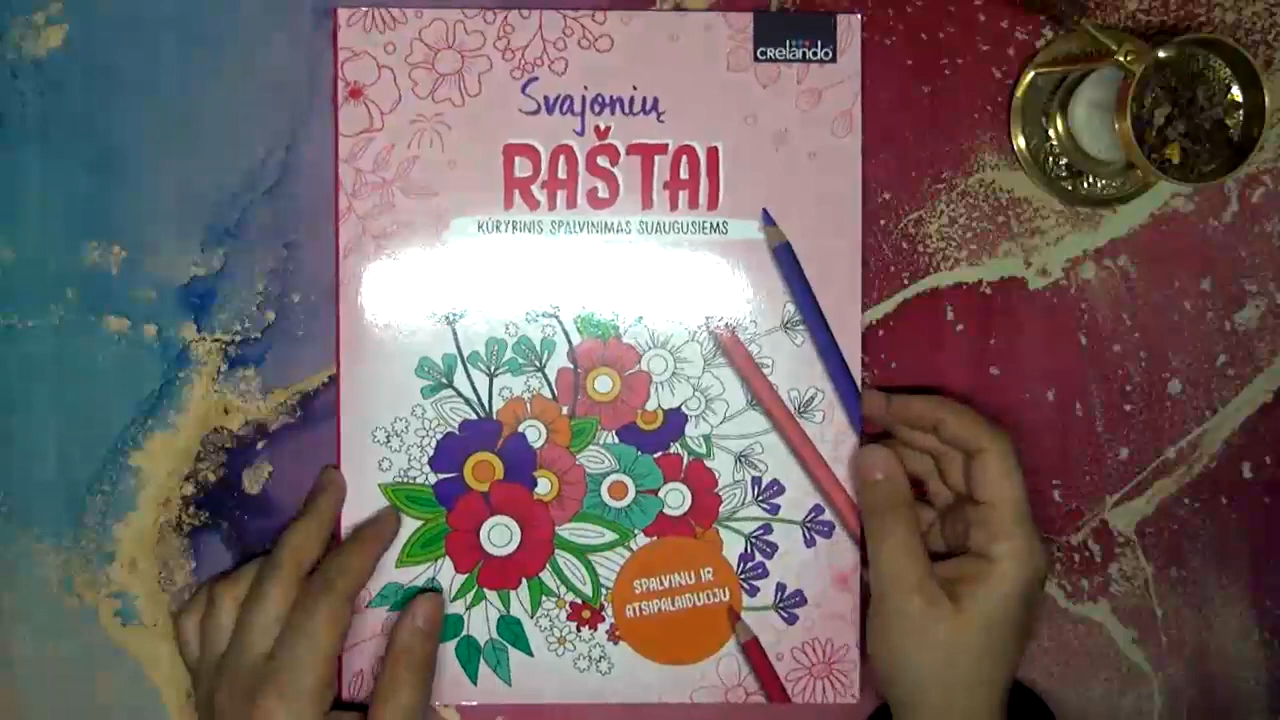 crelando
Svajonių
RAŠTAI
KŪRYBINIS SPALVINIMAS SUAUGUSIEMS
SPALVINU IR
ATSIPALAIDUOJU